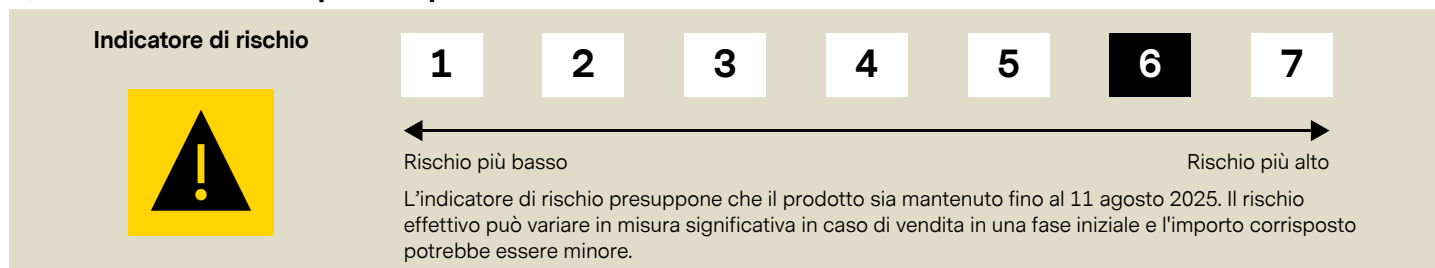 Indicatore di rischio
1 2 3 4 5 6 7
Rischio più basso
Rischio più alto
L'indicatore di rischio presuppone che il prodotto sia mantenuto fino al 11 agosto 2025. Il rischio
effettivo può variare in misura significativa in caso di vendita in una fase iniziale e l'importo corrisposto
potrebbe essere minore.